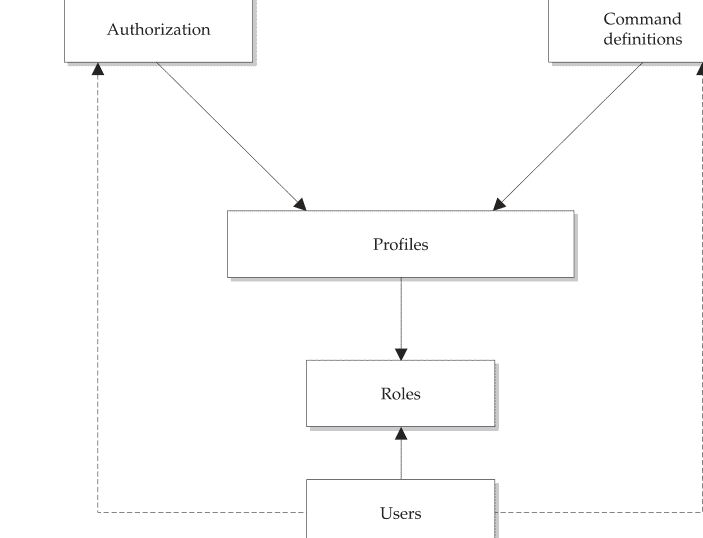 Authorization
Command
definitions
Profiles
Roles
Users